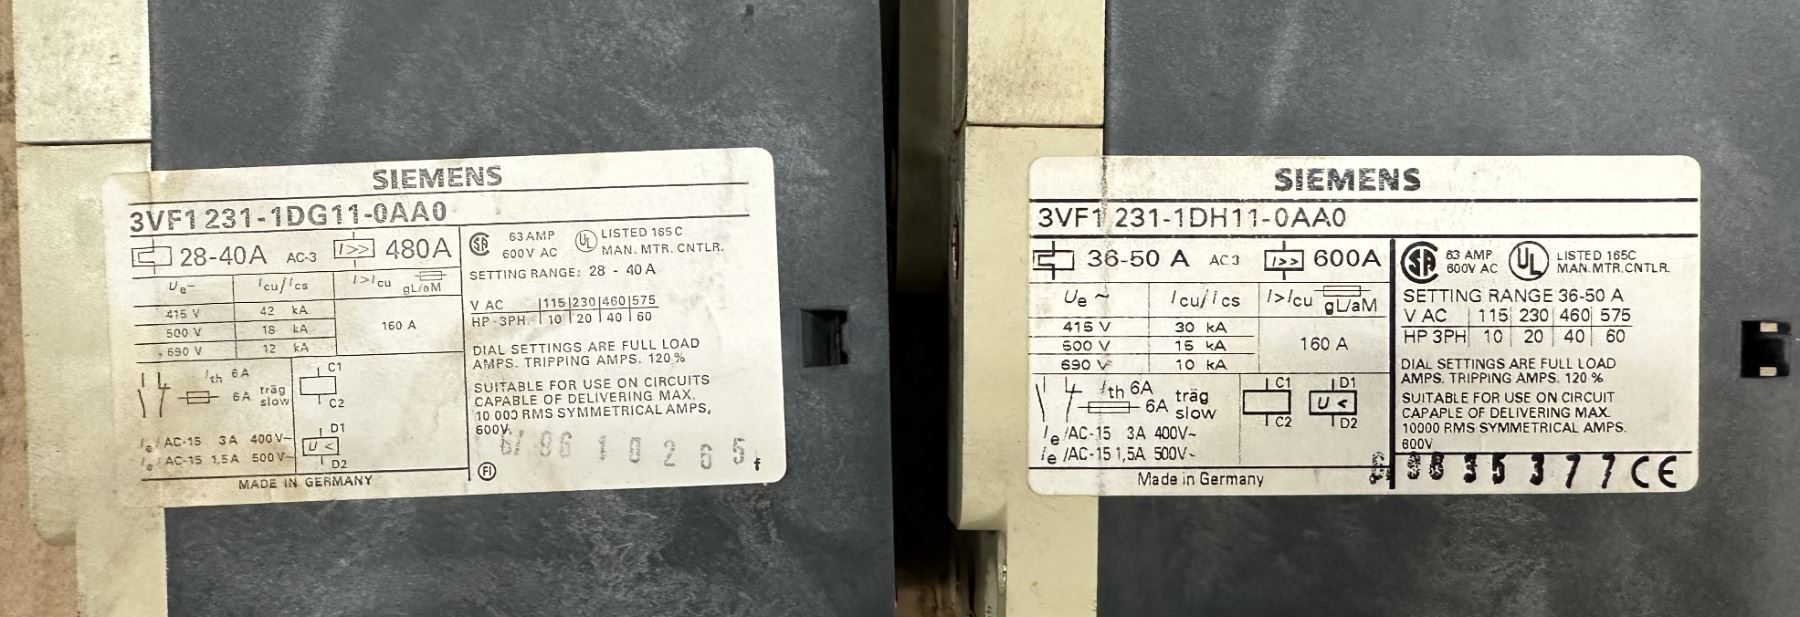 SIEMENS
3VF1 231-1DG11-0AA0
28-40A AC-3 I>> 480A
Ue~ Icu/Ics I>Icu gL/aM
415 V 42 kA
500 V 18 kA 160 A
690 V 12 kA
Ith 6A
6A träg
slow
C1
C2
D1
U<
D2
Ie/AC-15 3A 400V~
Ie/AC-15 1,5A 500V~
MADE IN GERMANY
SA 63 AMP
600V AC
UL LISTED 165C
MAN. MTR. CNTLR.
SETTING RANGE: 28 - 40 A
V AC 115 230 460 575
HP - 3PH 10 20 40 60
DIAL SETTINGS ARE FULL LOAD
AMPS. TRIPPING AMPS. 120 %
SUITABLE FOR USE ON CIRCUITS
CAPABLE OF DELIVERING MAX.
10 000 RMS SYMMETRICAL AMPS,
600V.
FI
SIEMENS
3VF1 231-1DH11-0AA0
36-50 A AC3 I>> 600A
Ue ~ Icu/Ics I>Icu gL/aM
415 V 30 kA
500 V 15 kA 160 A
690 V 10 kA
Ith 6A
6A träg
slow
C1
C2
D1
U<
D2
Ie/AC-15 3A 400V~
Ie/AC-15 1,5A 500V~
Made in Germany
SA 63 AMP
600V AC
UL LISTED 165C
MAN.MTR.CNTLR.
SETTING RANGE 36-50 A
V AC 115 230 460 575
HP 3PH 10 20 40 60
DIAL SETTINGS ARE FULL LOAD
AMPS. TRIPPING AMPS. 120 %
SUITABLE FOR USE ON CIRCUIT
CAPAPLE OF DELIVERING MAX.
10000 RMS SYMMETRICAL AMPS.
600V
35377 CE